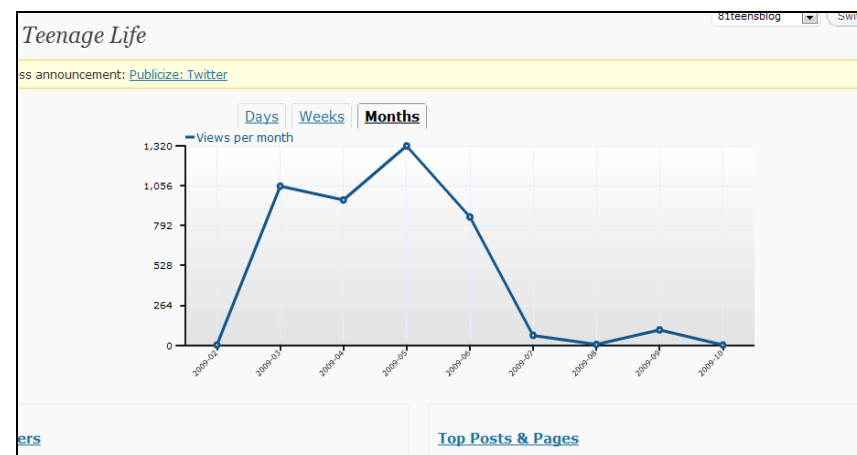 81teensblog
Teenage Life
ss announcement: Publicize: Twitter
Days Weeks Months
Views per month
1,320
1,056
792
528
264
0
2009-02 2009-03 2009-04 2009-05 2009-06 2009-07 2009-08 2009-09 2009-10
ers
Top Posts & Pages